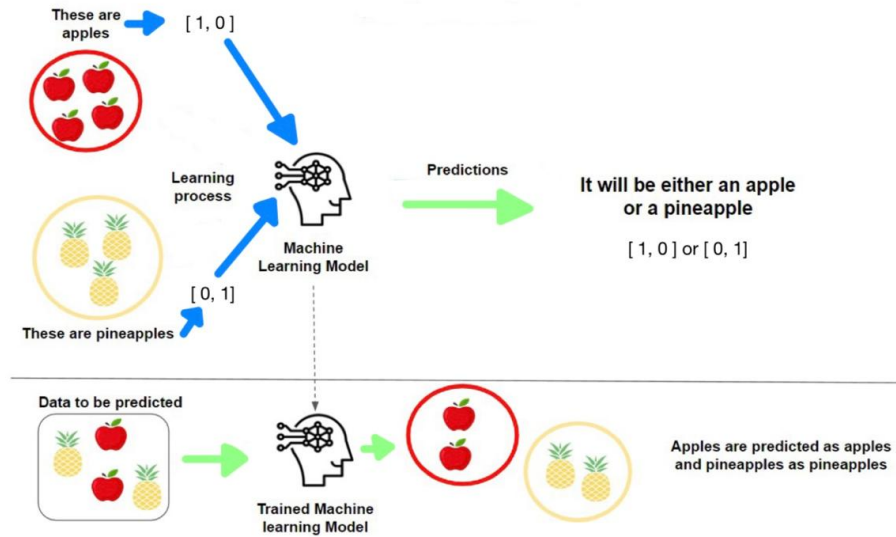 These are
apples
[ 1, 0 ]
Learning
process
Predictions
It will be either an apple
or a pineapple
[ 1, 0 ] or [ 0, 1]
Machine
Learning Model
[ 0, 1]
These are pineapples
Data to be predicted
Apples are predicted as apples
and pineapples as pineapples
Trained Machine
learning Model